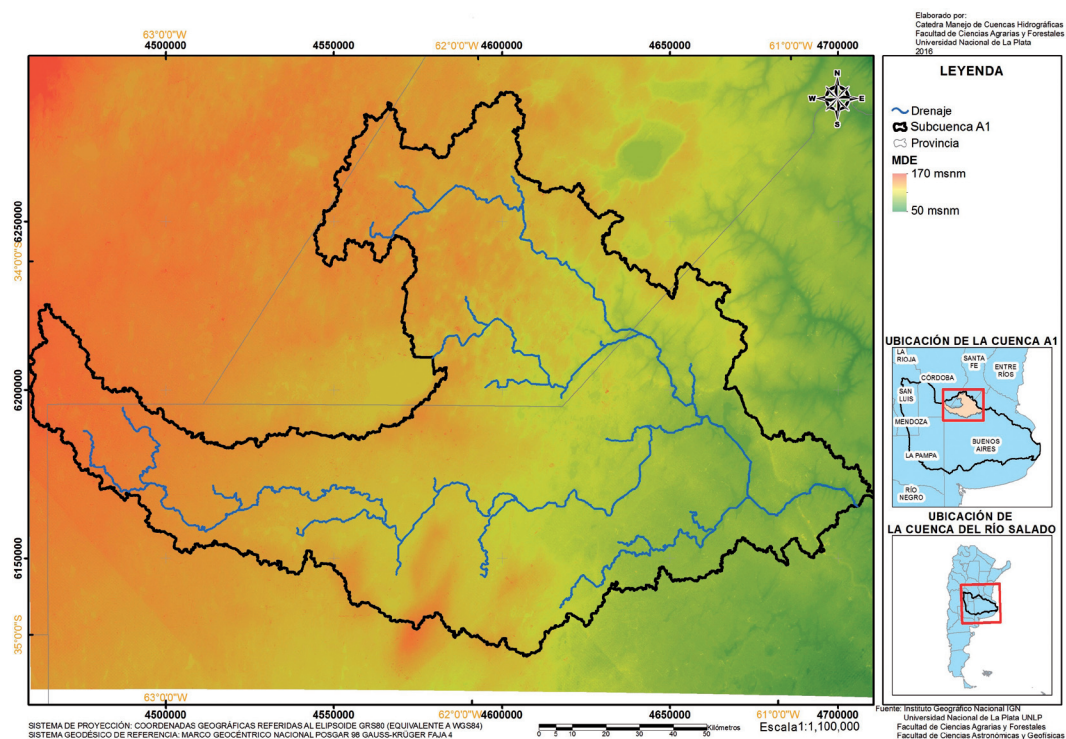 Elaborado por:
Catedra Manejo de Cuencas Hidrográficas
Facultad de Ciencias Agrarias y Forestales
Universidad Nacional de La Plata
2016
63°0'0"W 62°0'0"W 61°0'0"W
4500000 4550000 4600000 4650000 4700000
N
W E
S
6250000
34°0'0"S
6200000
6150000
35°0'0"S
63°0'0"W 62°0'0"W 61°0'0"W
4500000 4550000 4600000 4650000 4700000
LEYENDA
Drenaje
Subcuenca A1
Provincia
MDE
170 msnm
50 msnm
UBICACIÓN DE LA CUENCA A1
LA RIOJA
SANTA FE
CÓRDOBA
ENTRE RÍOS
SAN LUIS
MENDOZA
BUENOS AIRES
LA PAMPA
RÍO NEGRO
UBICACIÓN DE
LA CUENCA DEL RÍO SALADO
SISTEMA DE PROYECCIÓN: COORDENADAS GEOGRÁFICAS REFERIDAS AL ELIPSOIDE GRS80 (EQUIVALENTE A WGS84)
SISTEMA GEODÉSICO DE REFERENCIA: MARCO GEOCÉNTRICO NACIONAL POSGAR 98 GAUSS-KRÜGER FAJA 4
Kilómetros
0 5 10 20 30 40 50
Escala1:1,100,000
Fuente: Instituto Geográfico Nacional IGN
Universidad Nacional de La Plata UNLP
Facultad de Ciencias Agrarias y Forestales
Facultad de Ciencias Astronómicas y Geofísicas